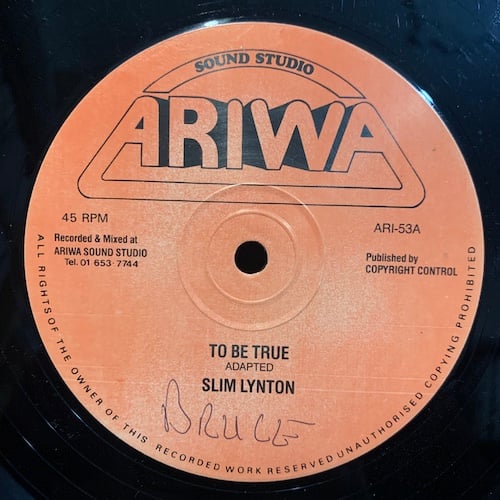 SOUND STUDIO
ARIWA
45 RPM
ARI-53A
Recorded & Mixed at
ARIWA SOUND STUDIO
Tel. 01 653·7744
Published by
COPYRIGHT CONTROL
TO BE TRUE
ADAPTED
SLIM LYNTON
BRUCE
ALL RIGHTS OF THE OWNER OF THIS RECORDED WORK RESERVED UNAUTHORISED COPYING PROHIBITED